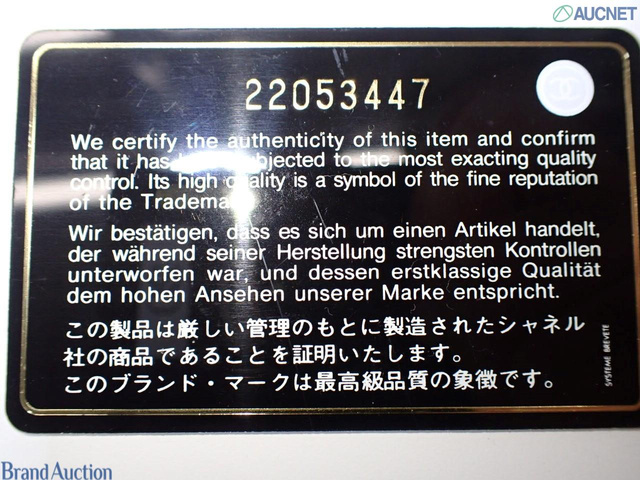 AUCNET
22053447
We certify the authenticity of this item and confirm
that it has subjected to the most exacting quality
control. Its high quality is a symbol of the fine reputation
of the Trademark
Wir bestätigen, dass es sich um einen Artikel handelt,
der während seiner Herstellung strengsten Kontrollen
unterworfen war, und dessen erstklassige Qualität
dem hohen Ansehen unserer Marke entspricht.
この製品は厳しい管理のもとに製造されたシャネル
社の商品であることを証明いたします。
このブランド・マークは最高級品質の象徴です。
SYSTEME BREVETE
Brand Auction